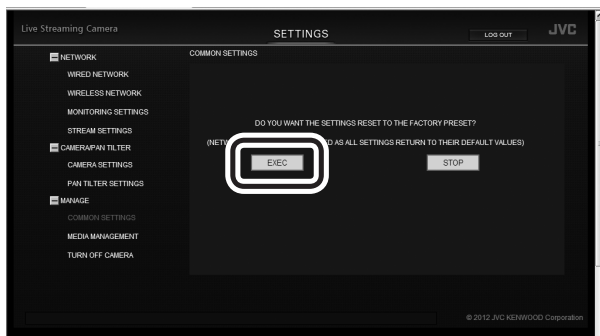 Live Streaming Camera
SETTINGS
LOG OUT
JVC
NETWORK
WIRED NETWORK
WIRELESS NETWORK
MONITORING SETTINGS
STREAM SETTINGS
CAMERA/PAN TILTER
CAMERA SETTINGS
PAN TILTER SETTINGS
MANAGE
COMMON SETTINGS
MEDIA MANAGEMENT
TURN OFF CAMERA
COMMON SETTINGS
DO YOU WANT THE SETTINGS RESET TO THE FACTORY PRESET?
AS ALL SETTINGS RETURN TO THEIR DEFAULT VALUES)
EXEC
STOP
© 2012 JVC KENWOOD Corporation